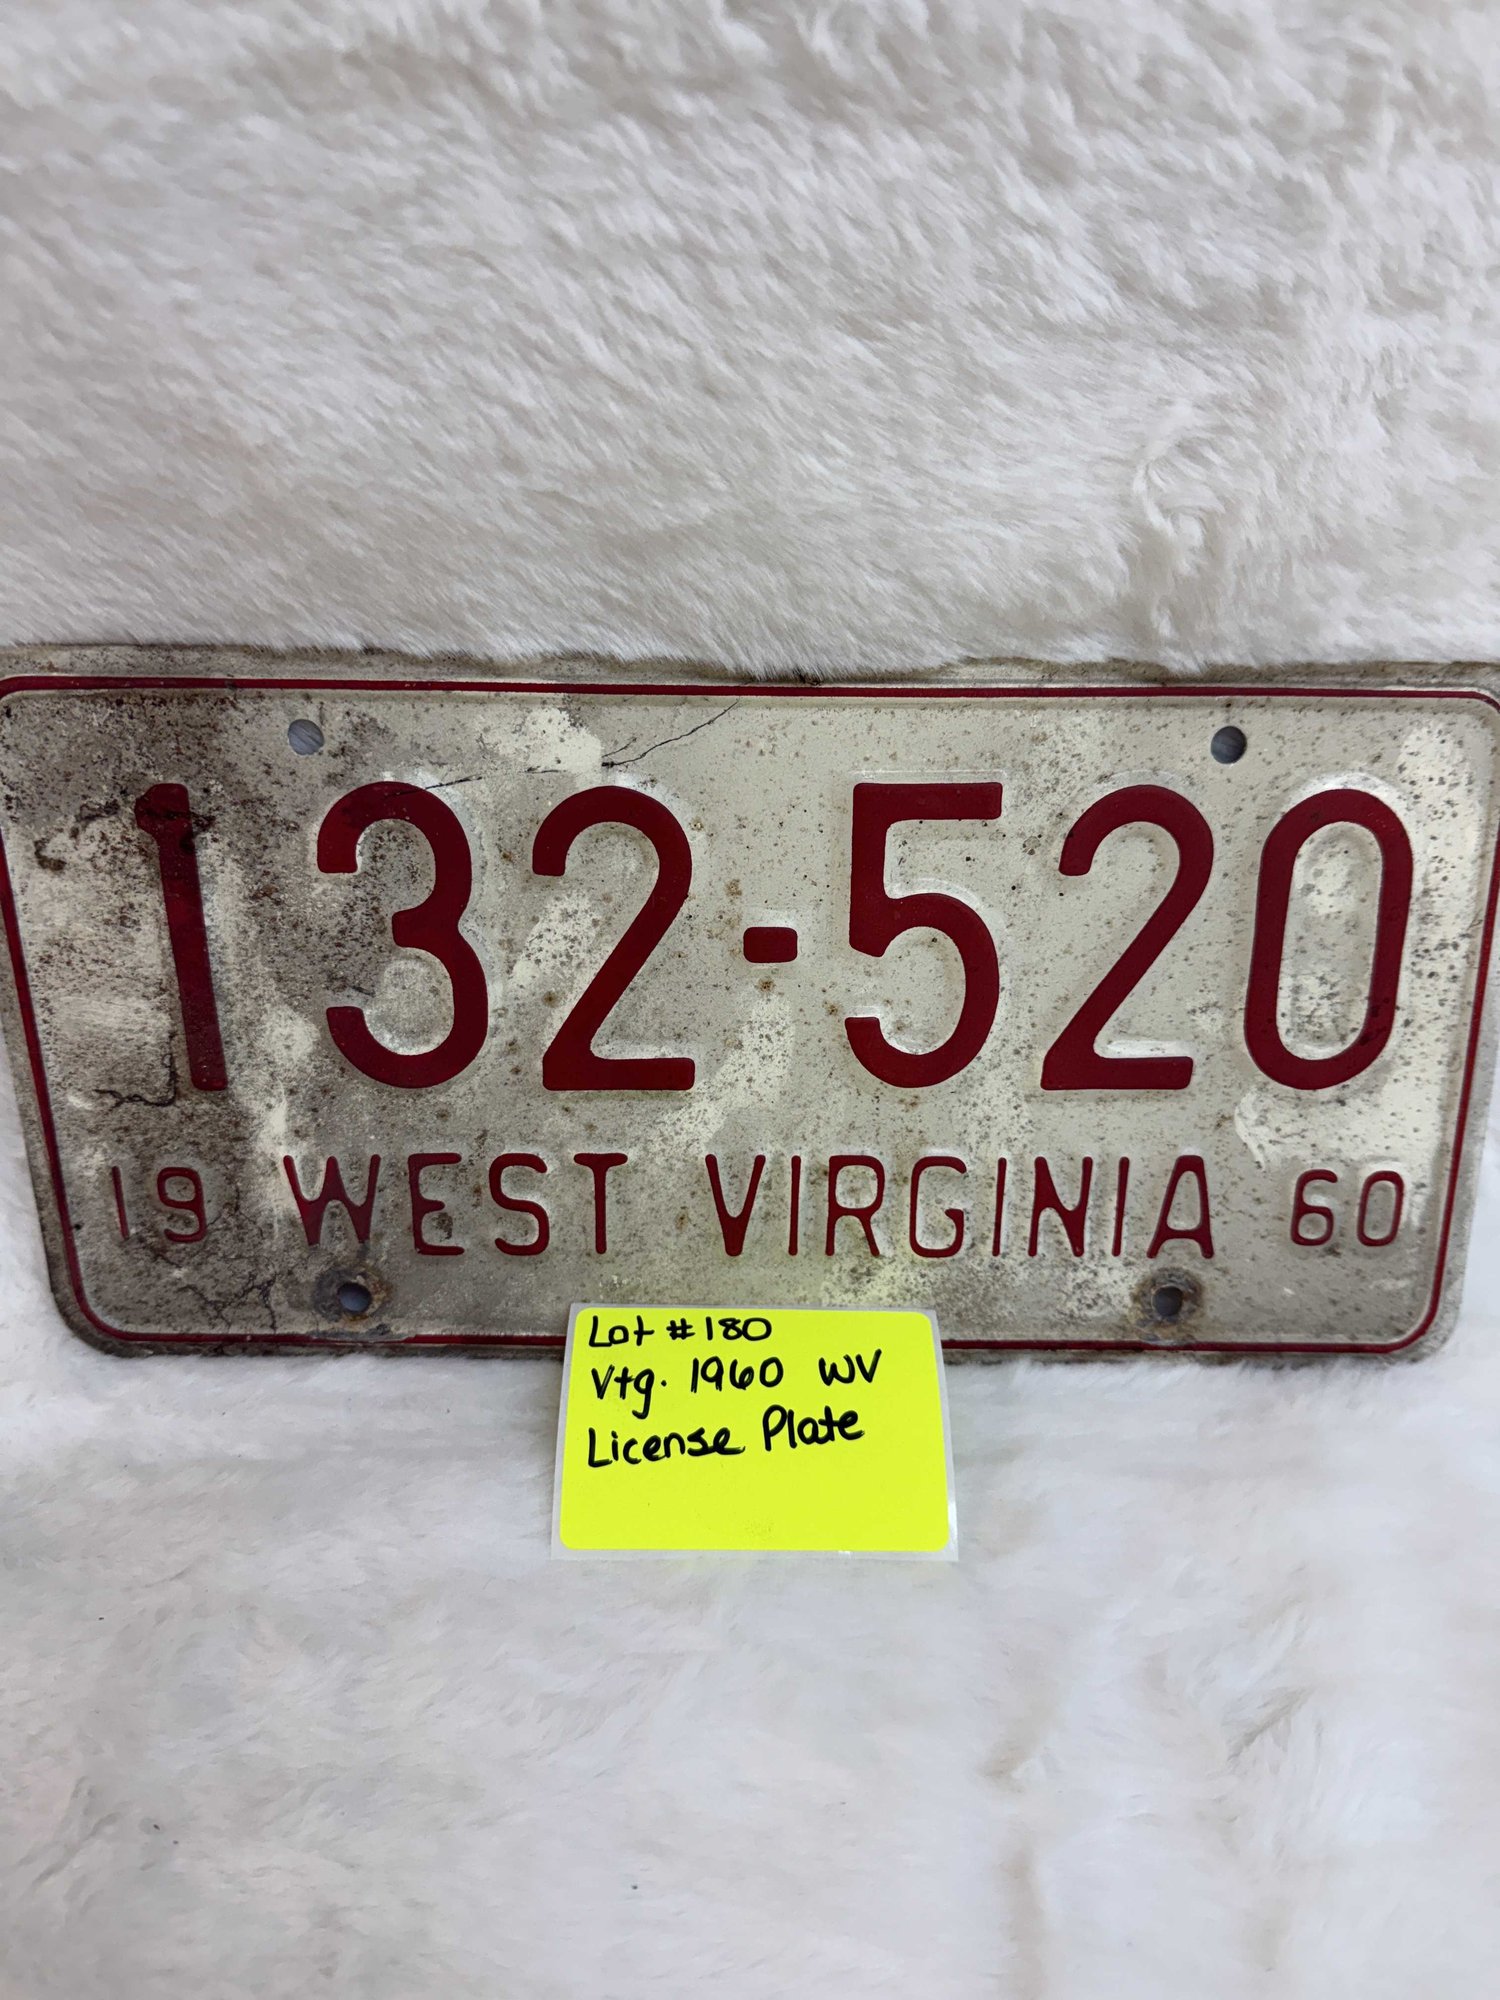 132-520
19 WEST VIRGINIA 60
Lot #180
Vtg. 1960 WV
License Plate